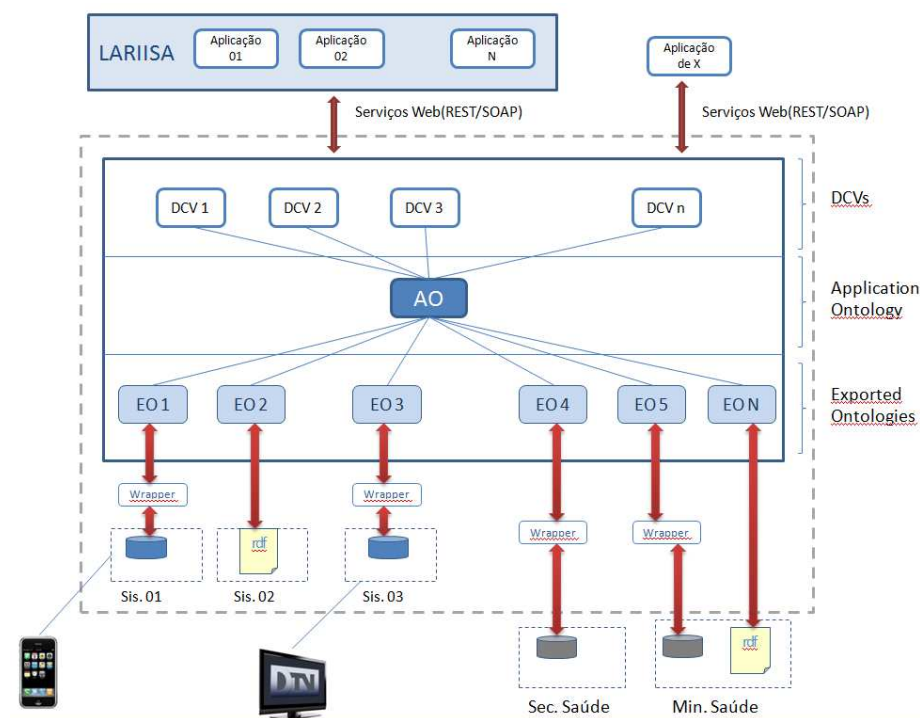 LARIISA
Aplicação
01
Aplicação
02
Aplicação
N
Aplicação
de X
Serviços Web(REST/SOAP)
Serviços Web(REST/SOAP)
DCV 1
DCV 2
DCV 3
DCV n
DCVs
AO
Application
Ontology
EO 1
EO 2
EO 3
EO 4
EO 5
EO N
Exported
Ontologies
Wrapper
Wrapper
Wrapper
Wrapper
rdf
Sis. 01
Sis. 02
Sis. 03
rdf
DTV
Sec. Saúde
Min. Saúde